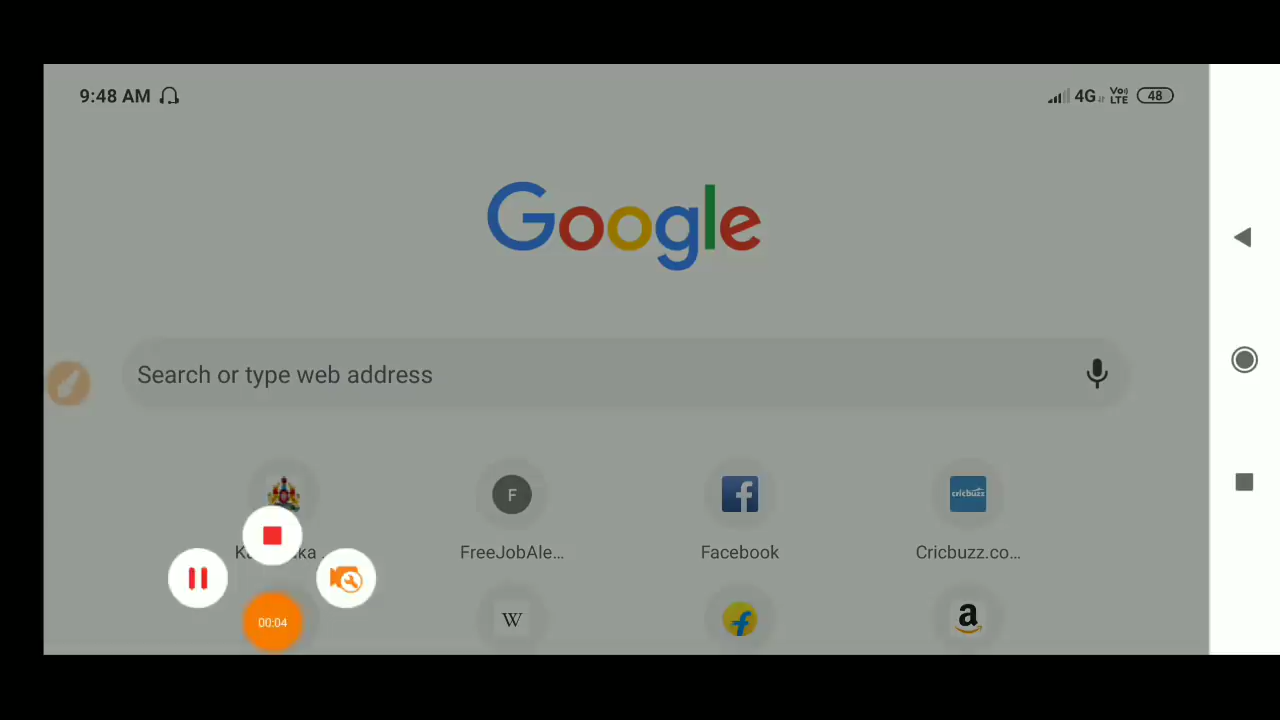 9:48 AM
4G Vo) LTE 48
Google
Search or type web address
F
cricbuzz
FreeJobAle...
Facebook
Cricbuzz.co...
W
f
a
00:04